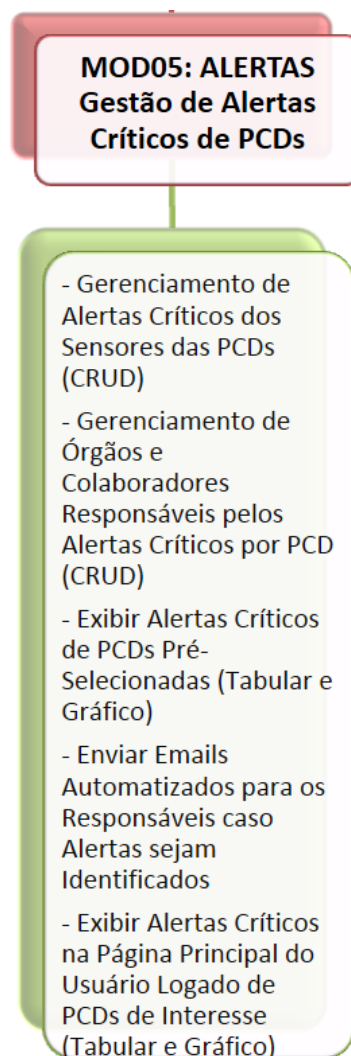 MOD05: ALERTAS
Gestão de Alertas
Críticos de PCDs
- Gerenciamento de
Alertas Críticos dos
Sensores das PCDs
(CRUD)
- Gerenciamento de
Órgãos e
Colaboradores
Responsáveis pelos
Alertas Críticos por PCD
(CRUD)
- Exibir Alertas Críticos
de PCDs Pré-
Selecionadas (Tabular e
Gráfico)
- Enviar Emails
Automatizados para os
Responsáveis caso
Alertas sejam
Identificados
- Exibir Alertas Críticos
na Página Principal do
Usuário Logado de
PCDs de Interesse
(Tabular e Gráfico)